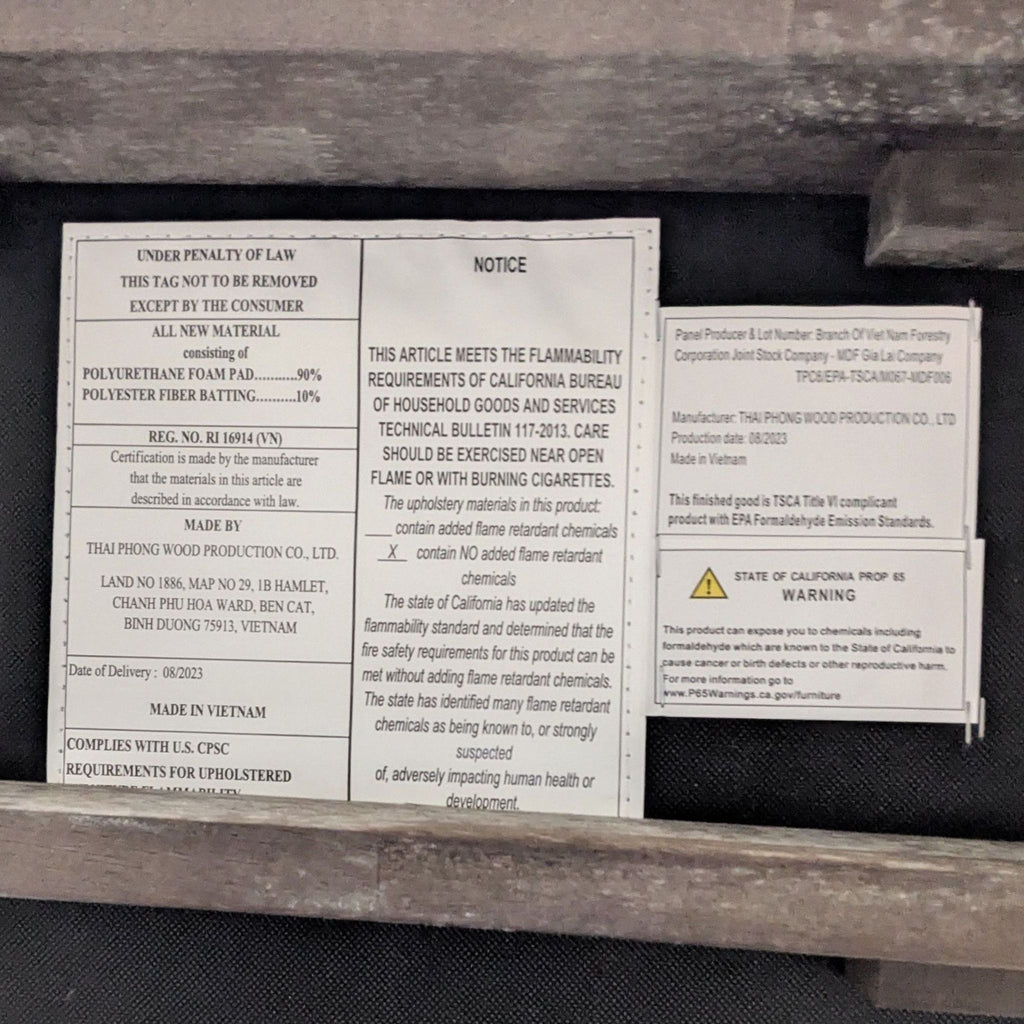 UNDER PENALTY OF LAW
THIS TAG NOT TO BE REMOVED
EXCEPT BY THE CONSUMER
ALL NEW MATERIAL
consisting of
POLYURETHANE FOAM PAD...........90%
POLYESTER FIBER BATTING..........10%
REG. NO. RI 16914 (VN)
Certification is made by the manufacturer
that the materials in this article are
described in accordance with law.
MADE BY
THAI PHONG WOOD PRODUCTION CO., LTD.
LAND NO 1886, MAP NO 29, 1B HAMLET,
CHANH PHU HOA WARD, BEN CAT,
BINH DUONG 75913, VIETNAM
Date of Delivery : 08/2023
MADE IN VIETNAM
COMPLIES WITH U.S. CPSC
REQUIREMENTS FOR UPHOLSTERED
NOTICE
THIS ARTICLE MEETS THE FLAMMABILITY
REQUIREMENTS OF CALIFORNIA BUREAU
OF HOUSEHOLD GOODS AND SERVICES
TECHNICAL BULLETIN 117-2013. CARE
SHOULD BE EXERCISED NEAR OPEN
FLAME OR WITH BURNING CIGARETTES.
The upholstery materials in this product:
___ contain added flame retardant chemicals
_X_ contain NO added flame retardant
chemicals
The state of California has updated the
flammability standard and determined that the
fire safety requirements for this product can be
met without adding flame retardant chemicals.
The state has identified many flame retardant
chemicals as being known to, or strongly
suspected
of, adversely impacting human health or
development.
Panel Producer & Lot Number: Branch Of Viet Nam Forestry
Corporation Joint Stock Company - MDF Gia Lai Company
TPC8/EPA-TSCA/M067-MDF006
Manufacturer: THAI PHONG WOOD PRODUCTION CO., LTD
Production date: 08/2023
Made in Vietnam
This finished good is TSCA Title VI complicant
product with EPA Formaldehyde Emission Standards.
STATE OF CALIFORNIA PROP 65
WARNING
This product can expose you to chemicals including
formaldehyde which are known to the State of California to
cause cancer or birth defects or other reproductive harm.
For more information go to
www.P65Warnings.ca.gov/furniture